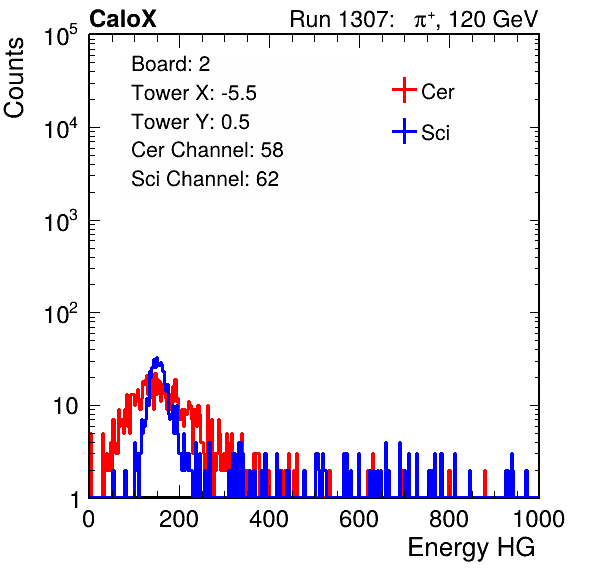 CaloX Run 1307: π⁺, 120 GeV
Counts
Board: 2
Tower X: -5.5
Tower Y: 0.5
Cer Channel: 58
Sci Channel: 62
Cer
Sci
10⁵
10⁴
10³
10²
10
1
0 200 400 600 800 1000
Energy HG